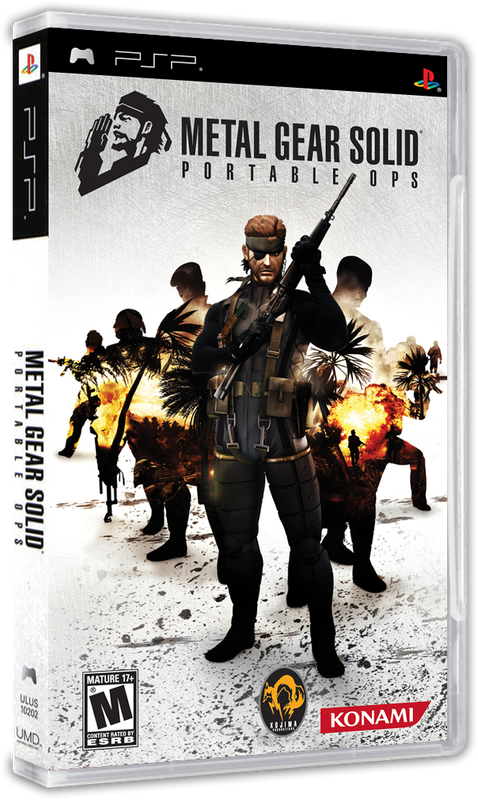 PSP
METAL GEAR SOLID
PORTABLE OPS
MATURE 17+
M
CONTENT RATED BY
ESRB
KOJIMA
PRODUCTIONS
KONAMI
PSP
METAL GEAR SOLID
PORTABLE OPS
ULUS
10202
UMD